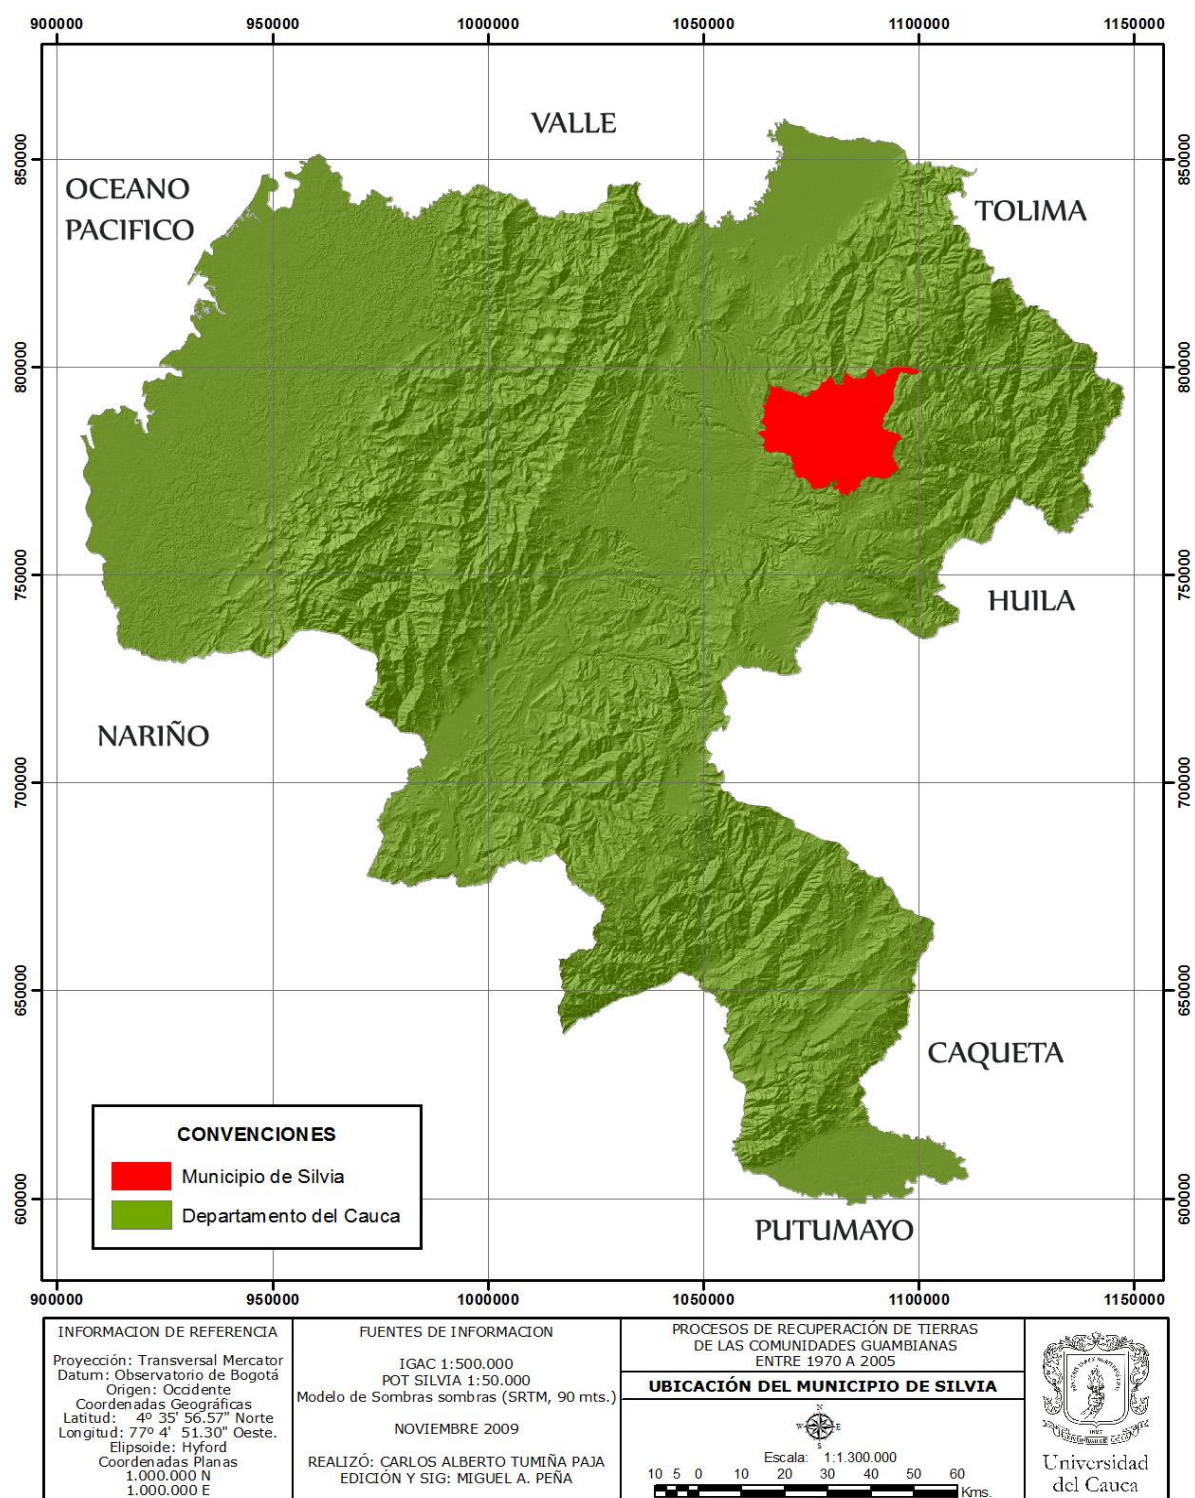 900000 950000 1000000 1050000 1100000 1150000
VALLE
850000 850000
OCEANO
PACIFICO
TOLIMA
800000 800000
750000 750000
HUILA
NARIÑO
700000 700000
650000 650000
CAQUETA
CONVENCIONES
Municipio de Silvia
Departamento del Cauca
600000 600000
PUTUMAYO
900000 950000 1000000 1050000 1100000 1150000
INFORMACION DE REFERENCIA
Proyección: Transversal Mercator
Datum: Observatorio de Bogotá
Origen: Occidente
Coordenadas Geográficas
Latitud: 4º 35' 56.57" Norte
Longitud: 77º 4' 51.30" Oeste.
Elipsoide: Hyford
Coordenadas Planas
1.000.000 N
1.000.000 E
FUENTES DE INFORMACION
IGAC 1:500.000
POT SILVIA 1:50.000
Modelo de Sombras sombras (SRTM, 90 mts.)
NOVIEMBRE 2009
REALIZÓ: CARLOS ALBERTO TUMIÑA PAJA
EDICIÓN Y SIG: MIGUEL A. PEÑA
PROCESOS DE RECUPERACIÓN DE TIERRAS
DE LAS COMUNIDADES GUAMBIANAS
ENTRE 1970 A 2005
UBICACIÓN DEL MUNICIPIO DE SILVIA
N
W E
S
Escala: 1:1.300.000
10 5 0 10 20 30 40 50 60
Kms.
1827
Universidad
del Cauca